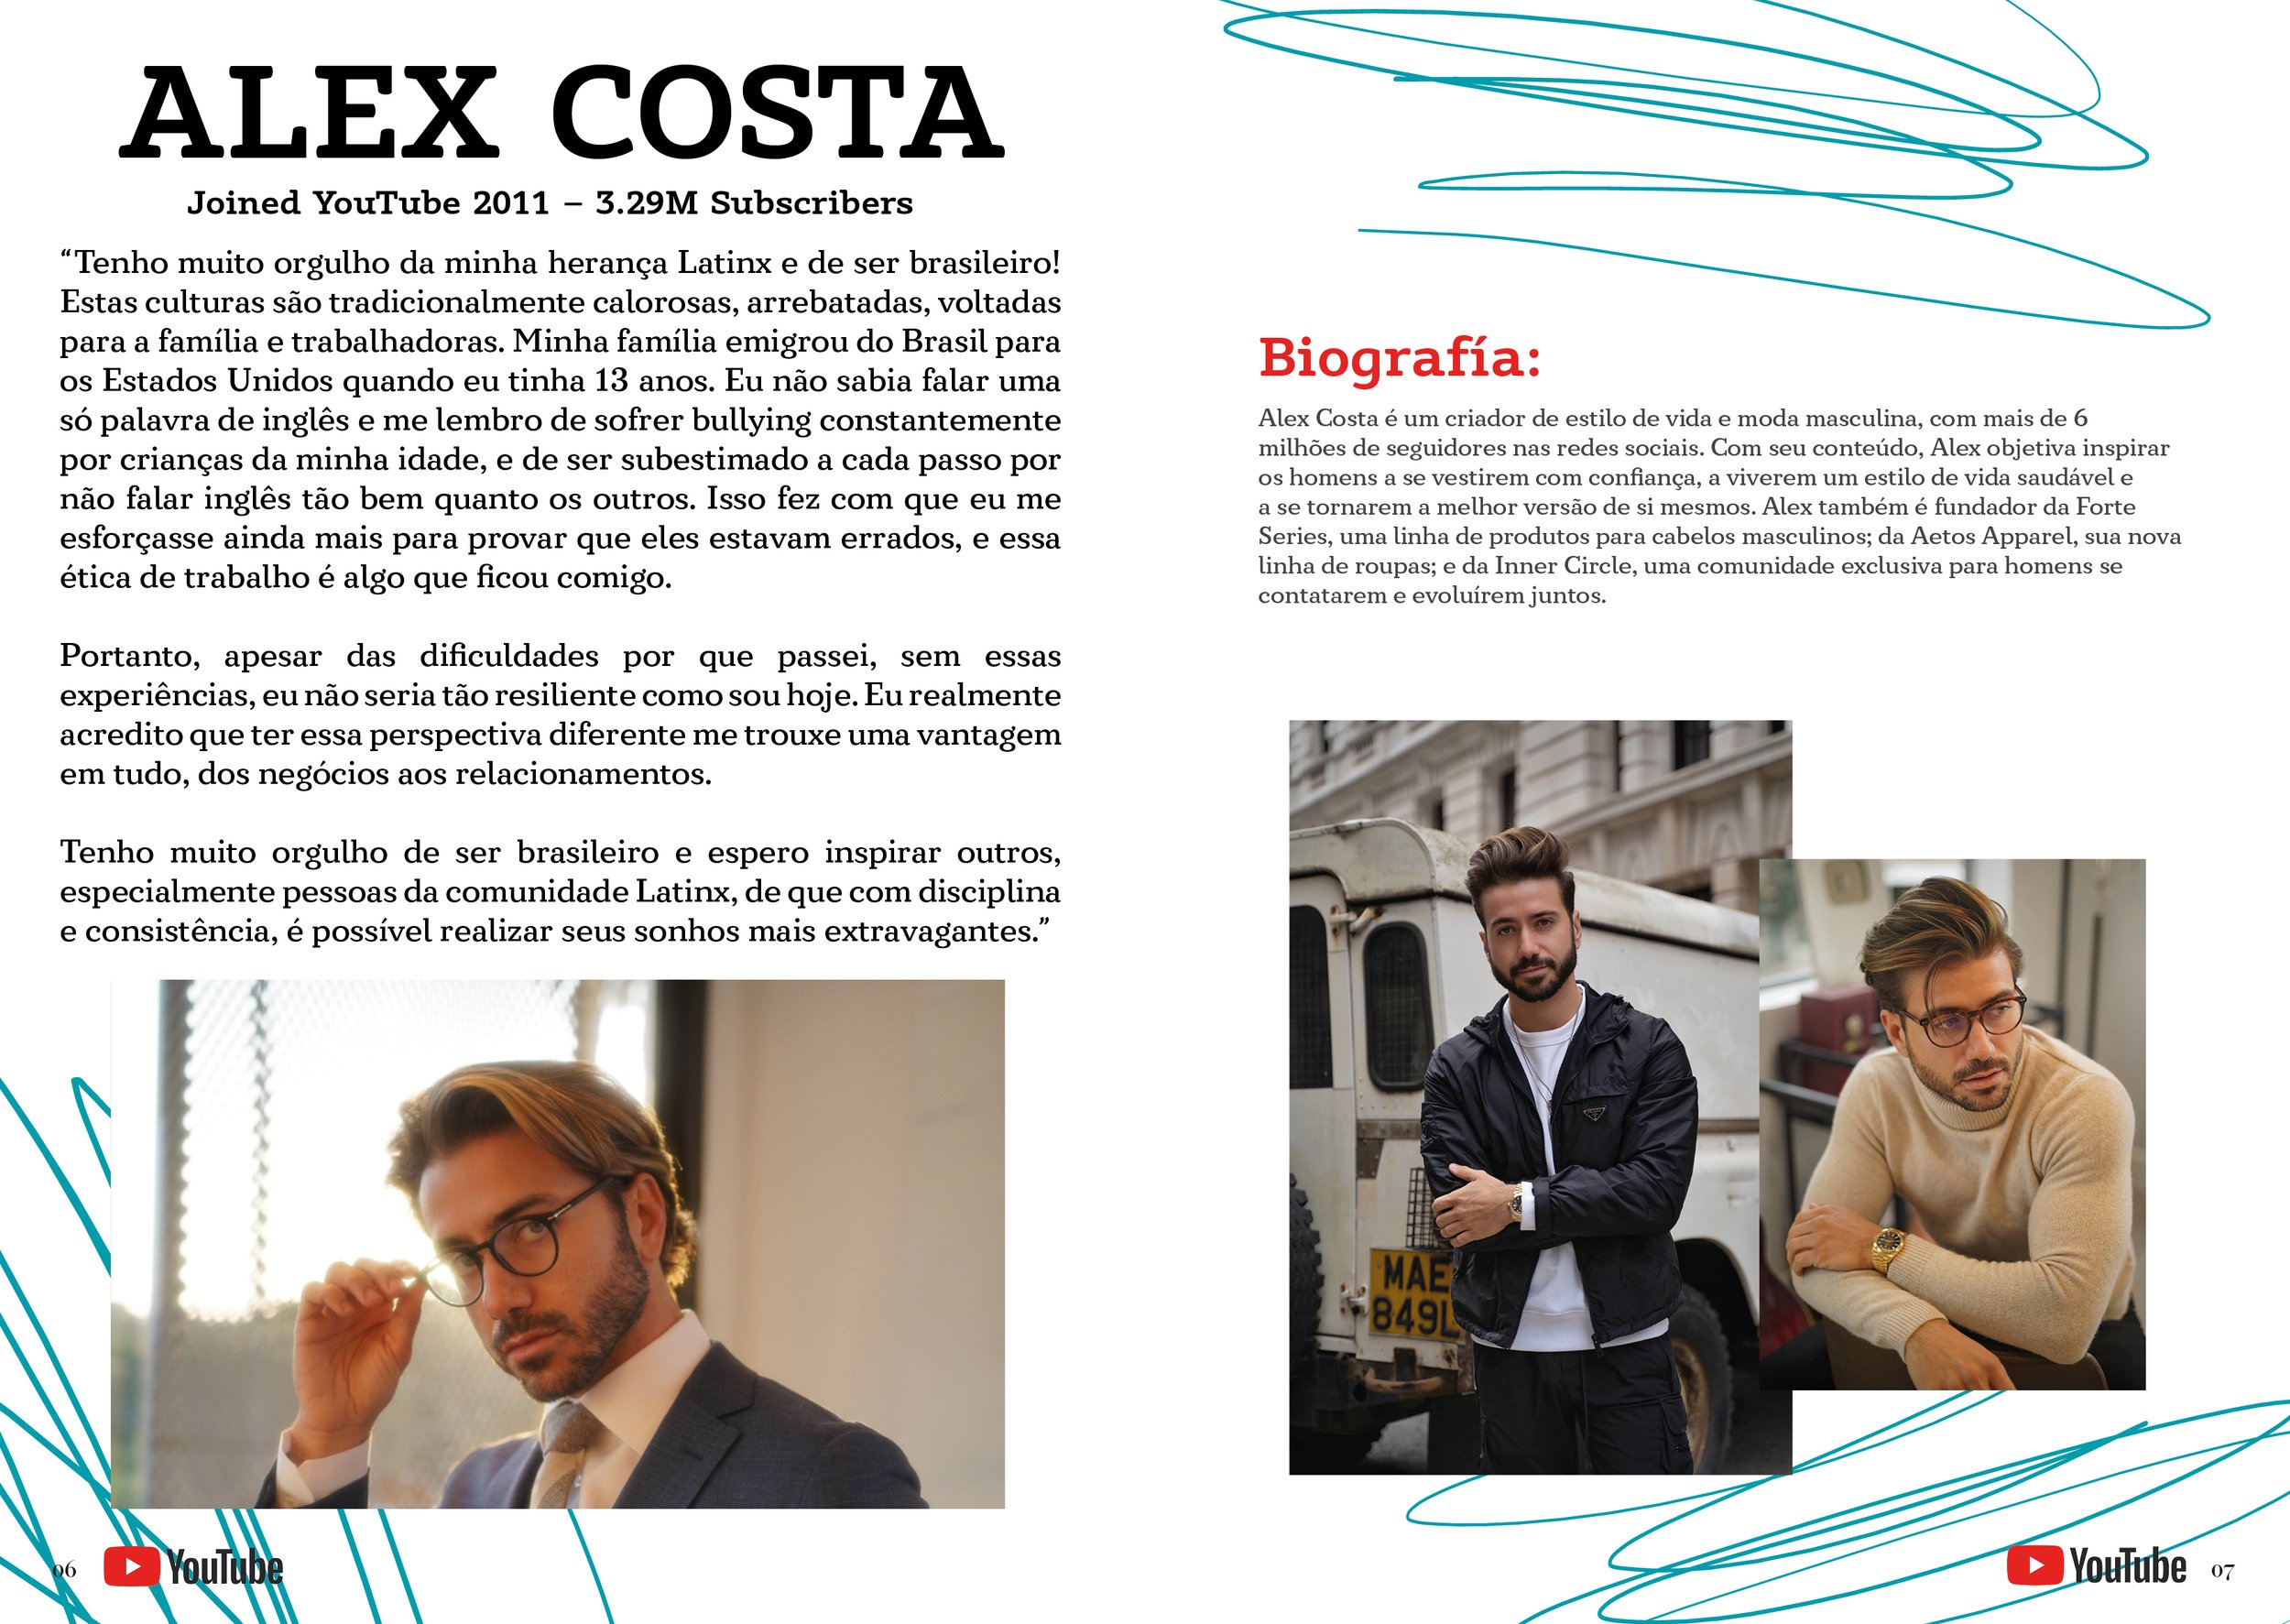 ALEX COSTA
Joined YouTube 2011 – 3.29M Subscribers
“Tenho muito orgulho da minha herança Latinx e de ser brasileiro!
Estas culturas são tradicionalmente calorosas, arrebatadas, voltadas
para a família e trabalhadoras. Minha família emigrou do Brasil para
os Estados Unidos quando eu tinha 13 anos. Eu não sabia falar uma
só palavra de inglês e me lembro de sofrer bullying constantemente
por crianças da minha idade, e de ser subestimado a cada passo por
não falar inglês tão bem quanto os outros. Isso fez com que eu me
esforçasse ainda mais para provar que eles estavam errados, e essa
ética de trabalho é algo que ficou comigo.
Portanto, apesar das dificuldades por que passei, sem essas
experiências, eu não seria tão resiliente como sou hoje. Eu realmente
acredito que ter essa perspectiva diferente me trouxe uma vantagem
em tudo, dos negócios aos relacionamentos.
Tenho muito orgulho de ser brasileiro e espero inspirar outros,
especialmente pessoas da comunidade Latinx, de que com disciplina
e consistência, é possível realizar seus sonhos mais extravagantes.”
06
YouTube
Biografía:
Alex Costa é um criador de estilo de vida e moda masculina, com mais de 6
milhões de seguidores nas redes sociais. Com seu conteúdo, Alex objetiva inspirar
os homens a se vestirem com confiança, a viverem um estilo de vida saudável e
a se tornarem a melhor versão de si mesmos. Alex também é fundador da Forte
Series, uma linha de produtos para cabelos masculinos; da Aetos Apparel, sua nova
linha de roupas; e da Inner Circle, uma comunidade exclusiva para homens se
contatarem e evoluírem juntos.
MAE
849L
YouTube
07